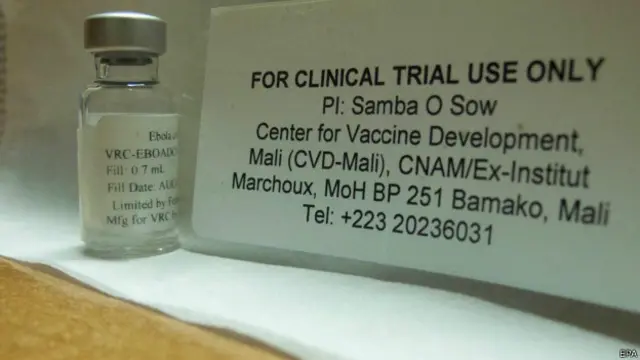 Ebola
VRC-EBOADC
Fill: 0.7 mL
Fill Date: AUG
Limited by
Mfg for VRC
FOR CLINICAL TRIAL USE ONLY
PI: Samba O Sow
Center for Vaccine Development,
Mali (CVD-Mali), CNAM/Ex-Institut
Marchoux, MoH BP 251 Bamako, Mali
Tel: +223 20236031
EPA